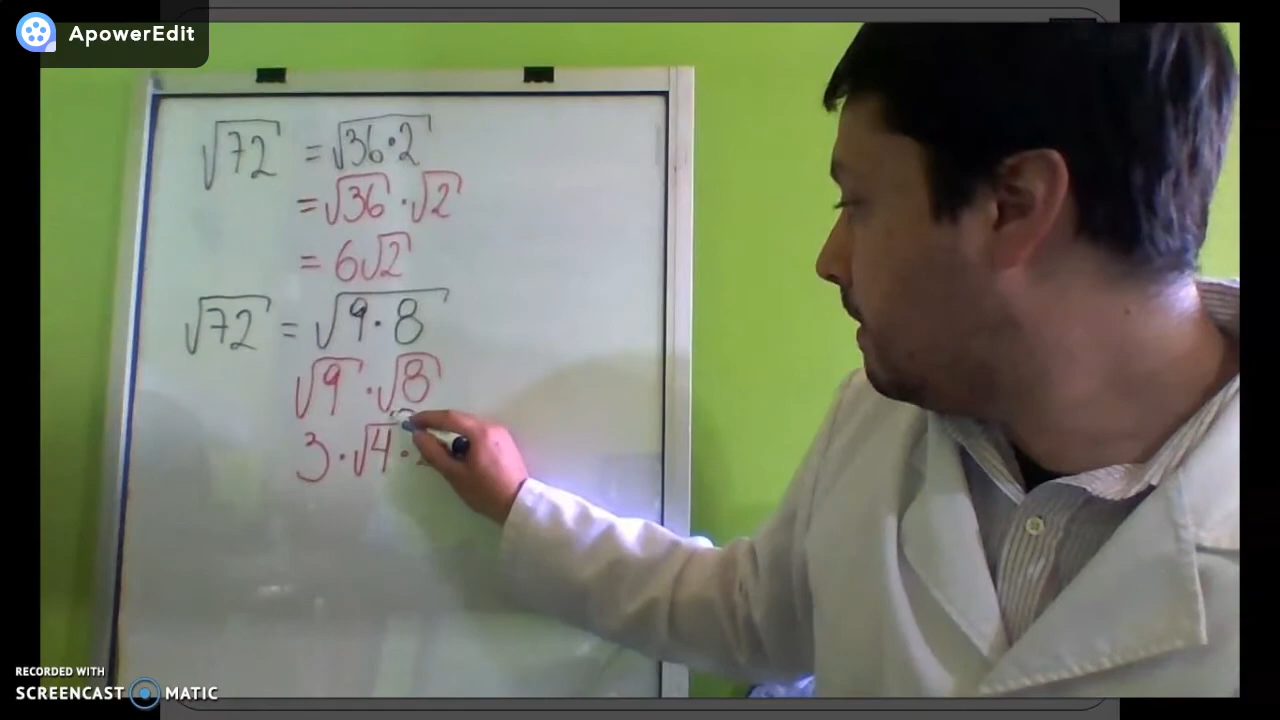 ApowerEdit
√72 = √36·2
= √36 · √2
= 6√2
√72 = √9·8
√9 · √8
3 · √4 ·
RECORDED WITH
SCREENCAST MATIC